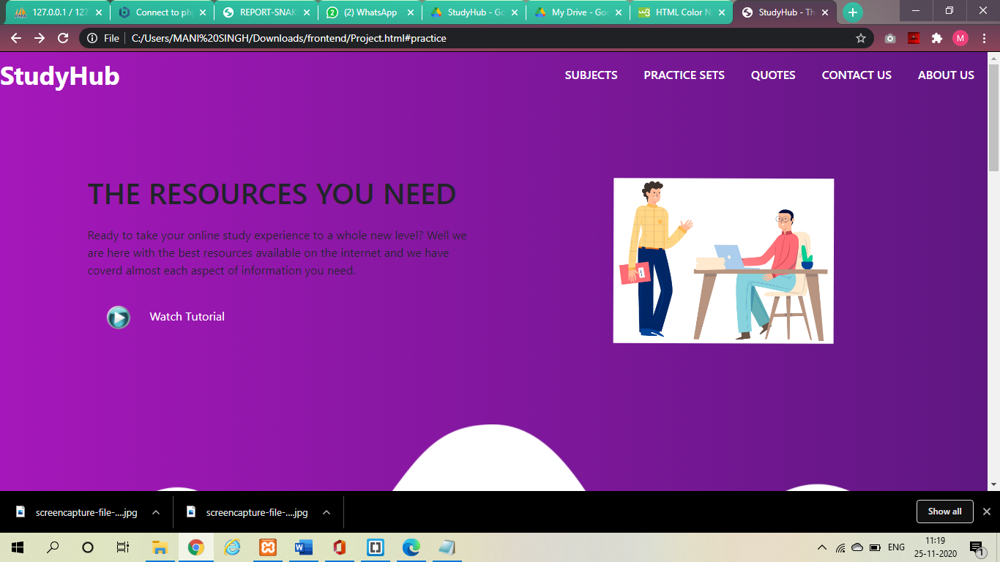 127.0.0.1 / 127
Connect to ph
REPORT-SNAK
(2) WhatsApp
StudyHub - Go
My Drive - Goo
HTML Color N
StudyHub - Th
File
C:/Users/MANI%20SINGH/Downloads/frontend/Project.html#practice
M
StudyHub
SUBJECTS PRACTICE SETS QUOTES CONTACT US ABOUT US
THE RESOURCES YOU NEED
Ready to take your online study experience to a whole new level? Well we
are here with the best resources available on the internet and we have
coverd almost each aspect of information you need.
Watch Tutorial
screencapture-file-....jpg
screencapture-file-....jpg
Show all
ENG
11:19
25-11-2020
1